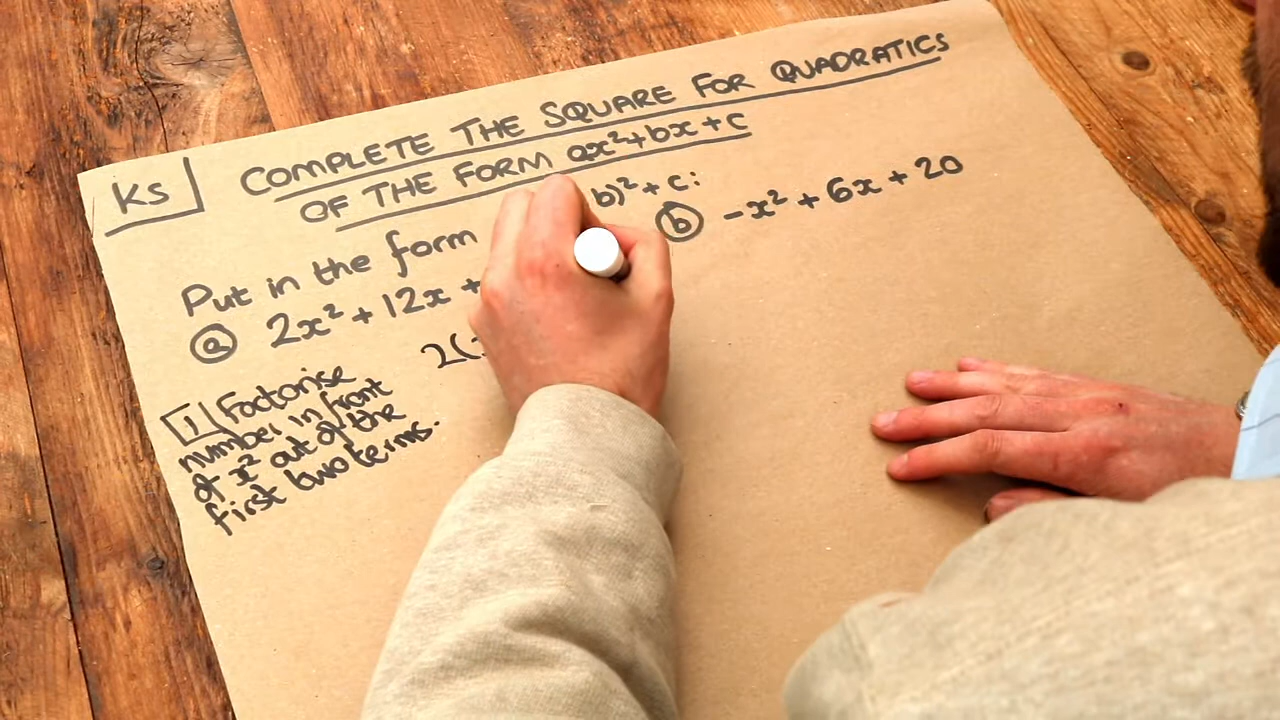 K5
COMPLETE THE SQUARE FOR QUADRATICS
OF THE FORM ax²+bx+c
Put in the form b)²+c:
ⓐ 2x²+12x+
ⓑ -x²+6x+20
2(
1 Factorise
number in front
of x² out of the
first two terms.